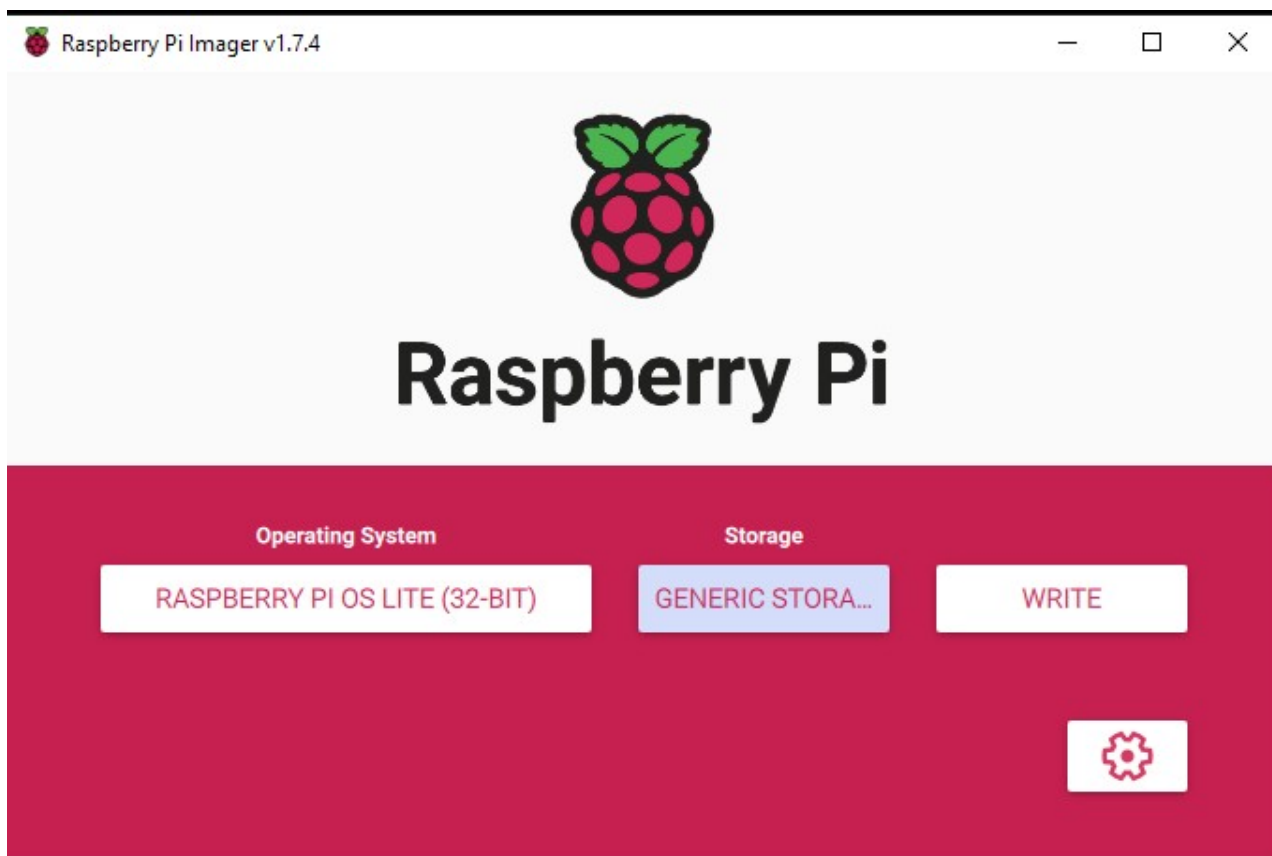 Raspberry Pi Imager v1.7.4
Raspberry Pi
Operating System
Storage
RASPBERRY PI OS LITE (32-BIT)
GENERIC STORA...
WRITE